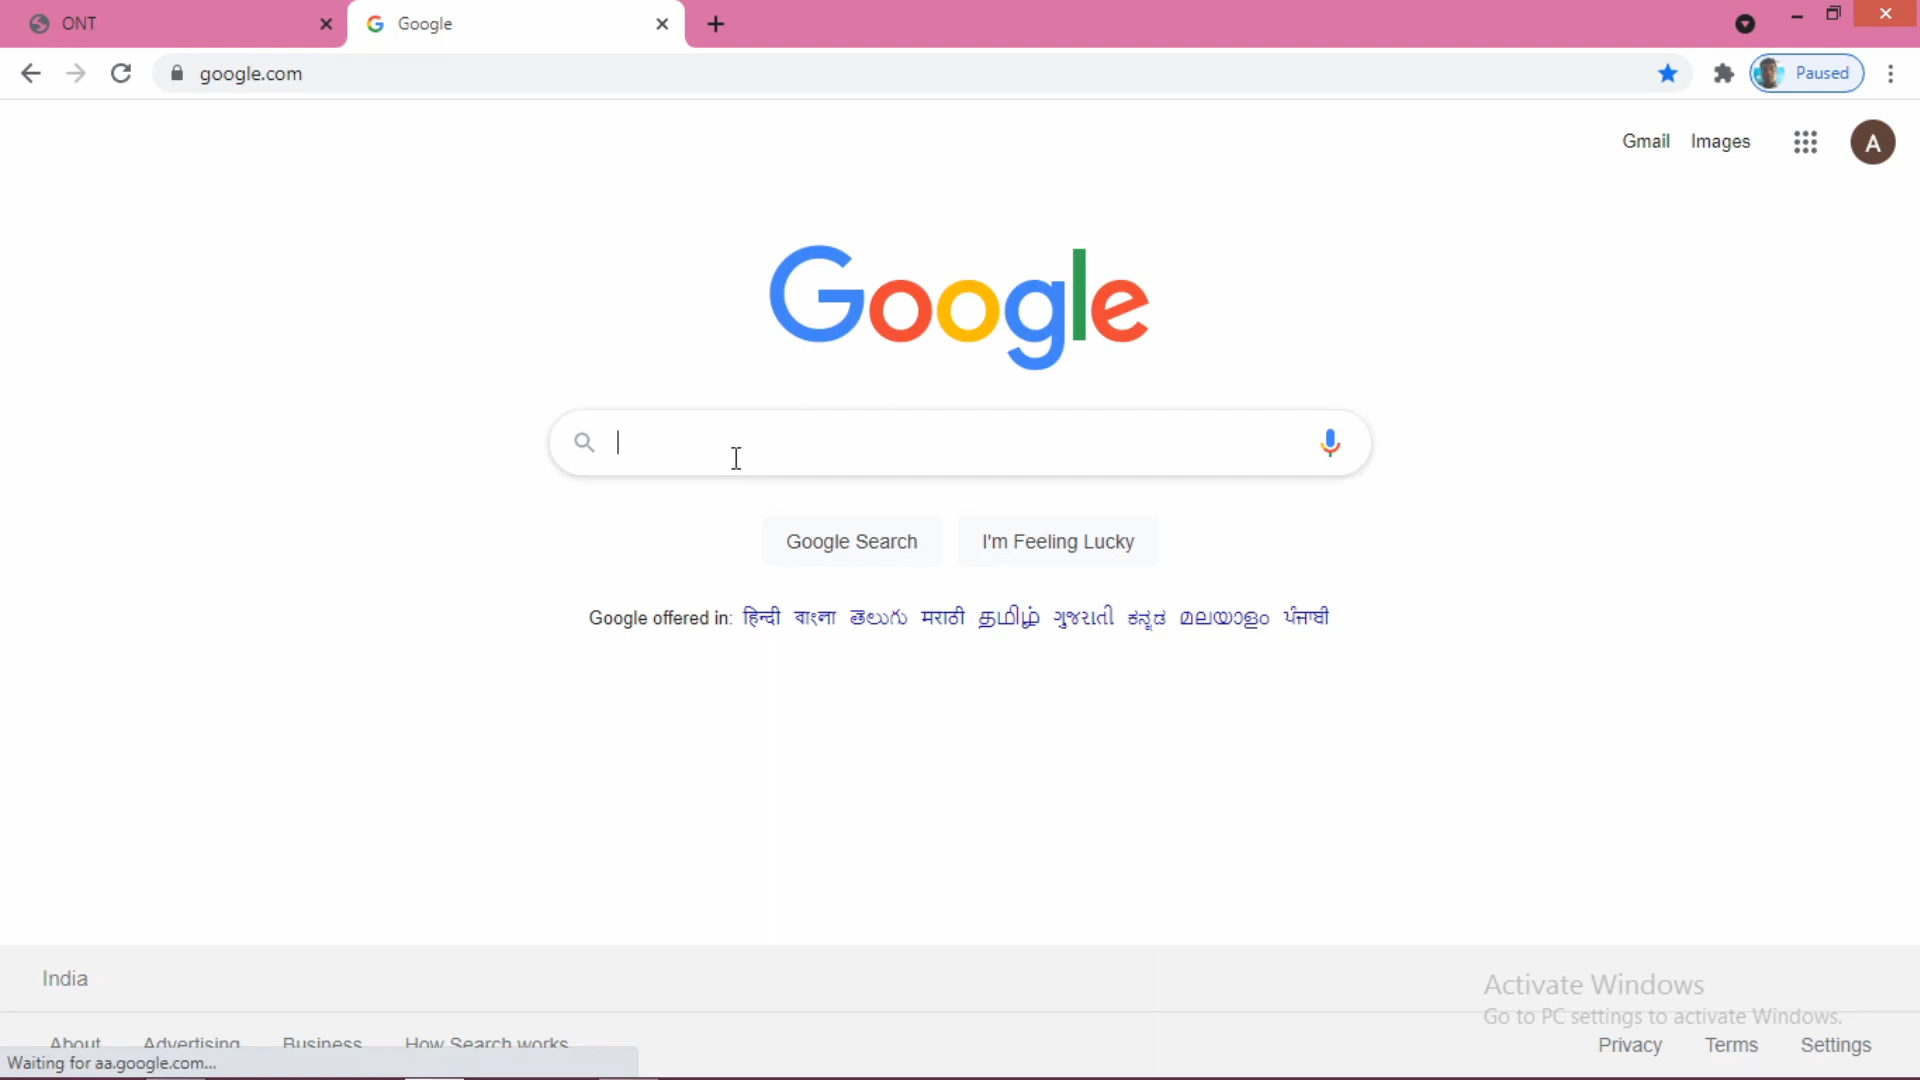 ONT
Google
google.com
Paused
Gmail Images
A
Google
Google Search I'm Feeling Lucky
Google offered in: हिन्दी বাংলা తెలుగు मराठी தமிழ் ગુજરાતી ಕನ್ನಡ മലയാളം ਪੰਜਾਬੀ
India
Activate Windows
Go to PC settings to activate Windows.
About Advertising Business How Search works
Privacy Terms Settings
Waiting for aa.google.com...